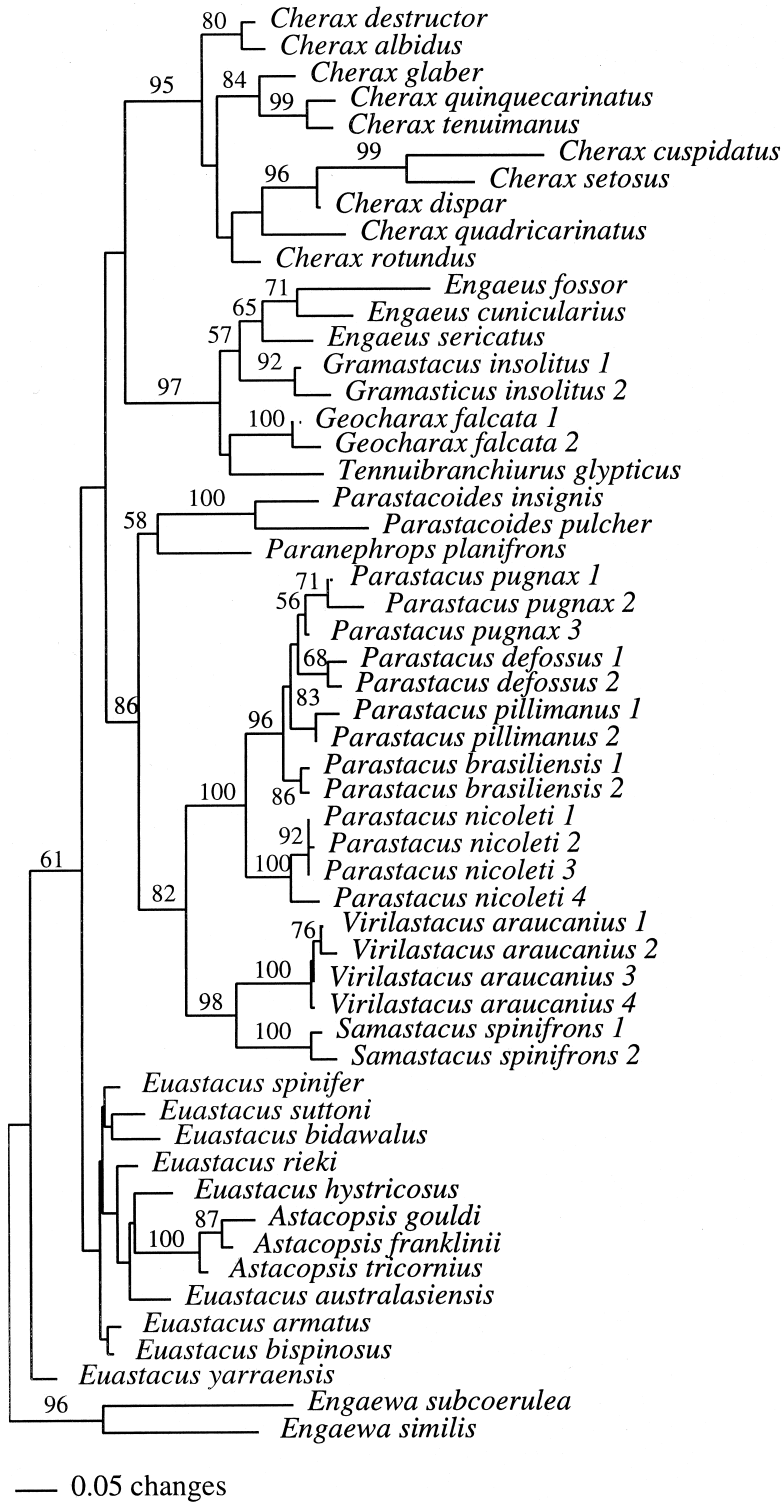 80
Cherax destructor
Cherax albidus
95
84
Cherax glaber
99
Cherax quinquecarinatus
Cherax tenuimanus
99
Cherax cuspidatus
96
Cherax setosus
Cherax dispar
Cherax quadricarinatus
Cherax rotundus
71
Engaeus fossor
65
Engaeus cunicularius
57
Engaeus sericatus
92
Gramastacus insolitus 1
97
Gramasticus insolitus 2
100
Geocharax falcata 1
Geocharax falcata 2
Tennuibranchiurus glypticus
100
Parastacoides insignis
58
Parastacoides pulcher
Paranephrops planifrons
71
Parastacus pugnax 1
56
Parastacus pugnax 2
Parastacus pugnax 3
68
Parastacus defossus 1
Parastacus defossus 2
83
86
Parastacus pillimanus 1
96
Parastacus pillimanus 2
Parastacus brasiliensis 1
100
86
Parastacus brasiliensis 2
Parastacus nicoleti 1
92
Parastacus nicoleti 2
61
100
Parastacus nicoleti 3
82
Parastacus nicoleti 4
76
Virilastacus araucanius 1
Virilastacus araucanius 2
100
Virilastacus araucanius 3
98
Virilastacus araucanius 4
100
Samastacus spinifrons 1
Samastacus spinifrons 2
Euastacus spinifer
Euastacus suttoni
Euastacus bidawalus
Euastacus rieki
Euastacus hystricosus
87
Astacopsis gouldi
100
Astacopsis franklinii
Astacopsis tricornius
Euastacus australasiensis
Euastacus armatus
Euastacus bispinosus
Euastacus yarraensis
96
Engaewa subcoerulea
Engaewa similis
0.05 changes